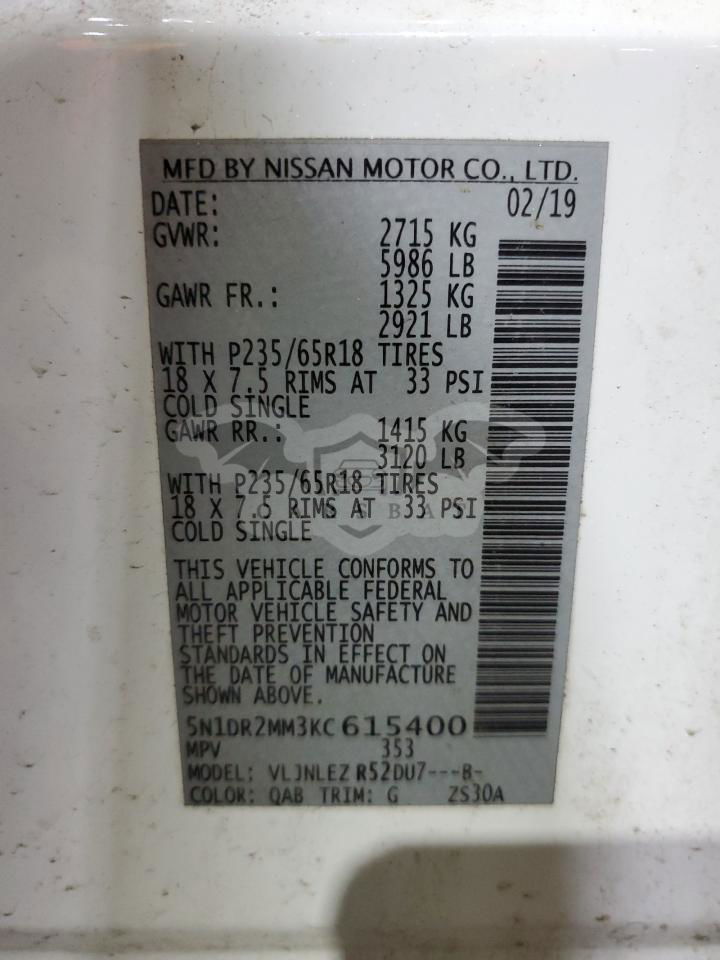 MFD BY NISSAN MOTOR CO., LTD.
DATE: 02/19
GVWR: 2715 KG
5986 LB
GAWR FR.: 1325 KG
2921 LB
WITH P235/65R18 TIRES
18 X 7.5 RIMS AT 33 PSI
COLD SINGLE
GAWR RR.: 1415 KG
3120 LB
WITH P235/65R18 TIRES
18 X 7.5 RIMS AT 33 PSI
COLD SINGLE
THIS VEHICLE CONFORMS TO
ALL APPLICABLE FEDERAL
MOTOR VEHICLE SAFETY AND
THEFT PREVENTION
STANDARDS IN EFFECT ON
THE DATE OF MANUFACTURE
SHOWN ABOVE.
5N1DR2MM3KC615400
MPV 353
MODEL: VLJNLEZ R52DU7---B-
COLOR: QAB TRIM: G ZS30A